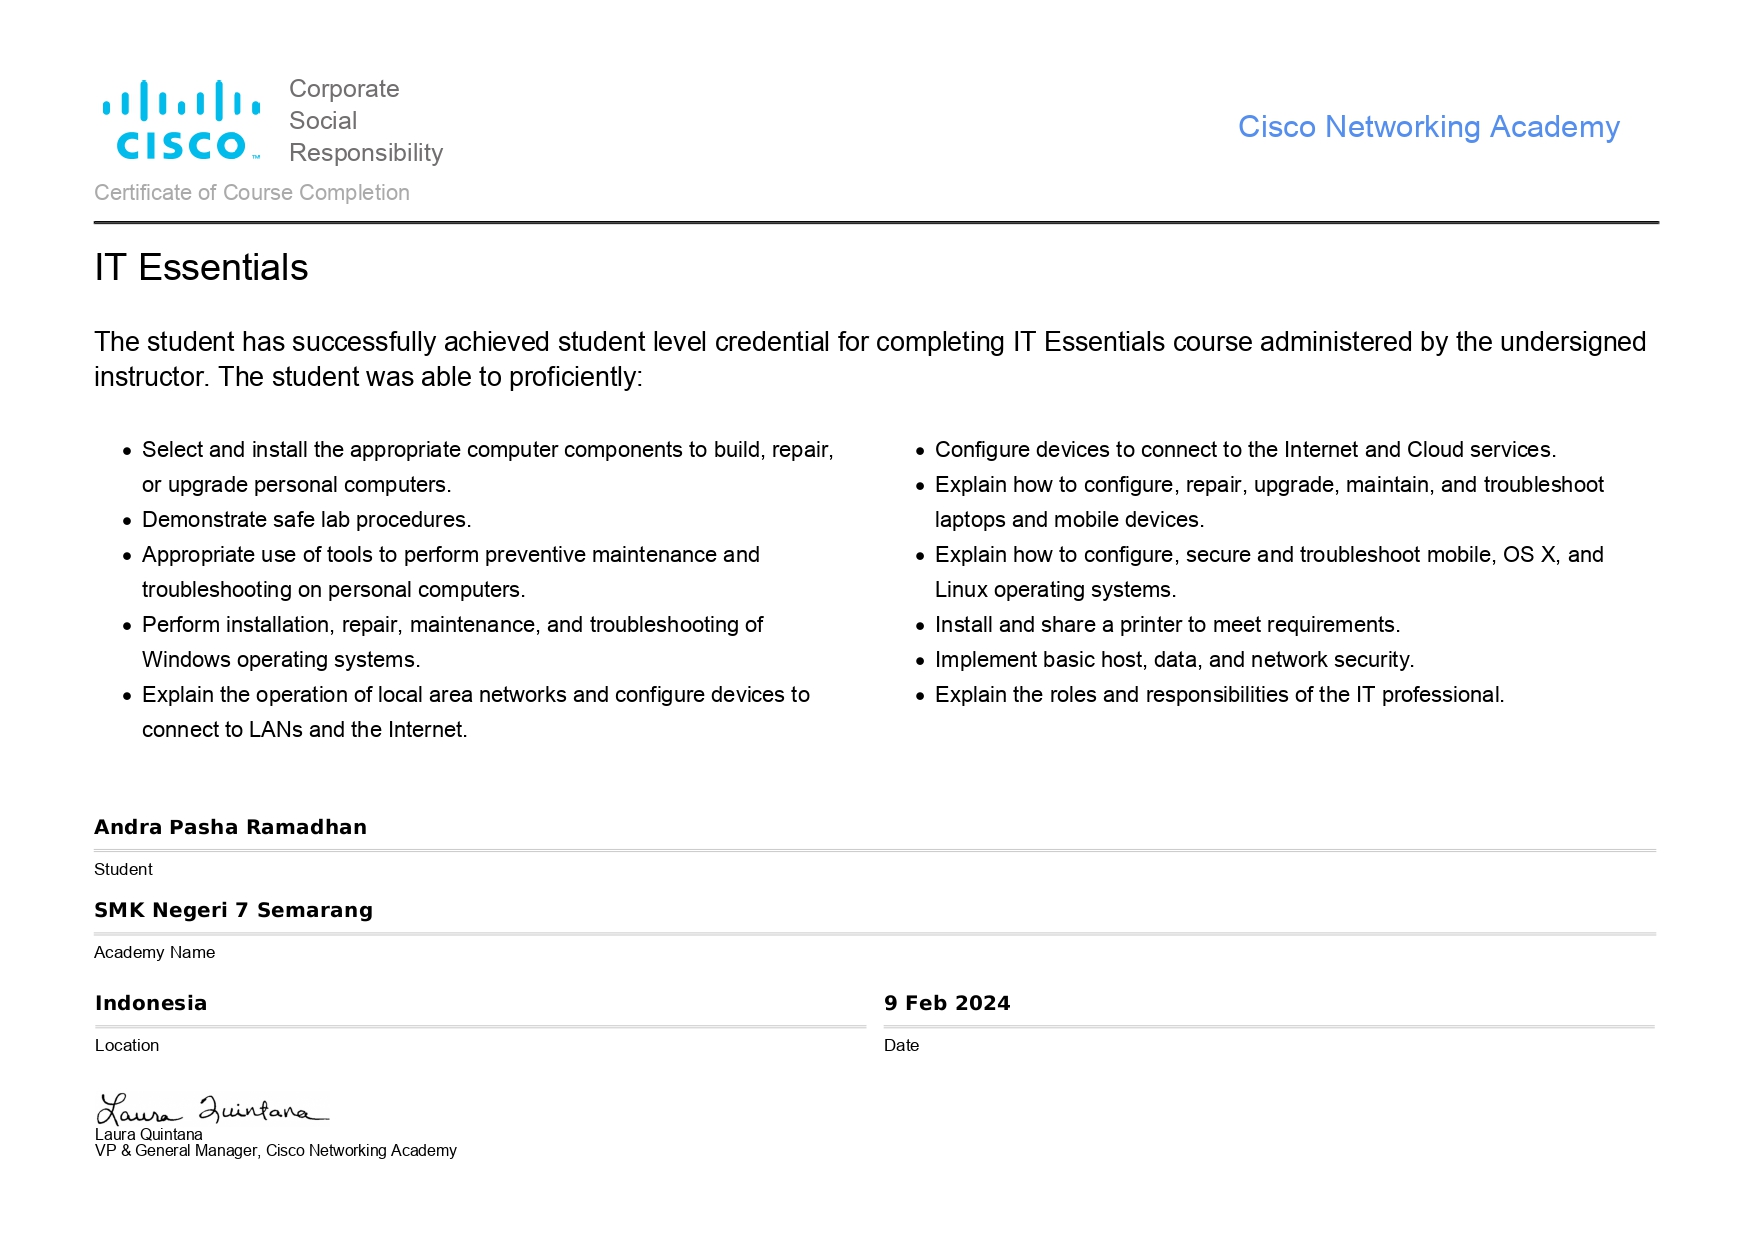 CISCO™
Corporate
Social
Responsibility
Cisco Networking Academy
Certificate of Course Completion
IT Essentials
The student has successfully achieved student level credential for completing IT Essentials course administered by the undersigned
instructor. The student was able to proficiently:
• Select and install the appropriate computer components to build, repair,
or upgrade personal computers.
• Demonstrate safe lab procedures.
• Appropriate use of tools to perform preventive maintenance and
troubleshooting on personal computers.
• Perform installation, repair, maintenance, and troubleshooting of
Windows operating systems.
• Explain the operation of local area networks and configure devices to
connect to LANs and the Internet.
• Configure devices to connect to the Internet and Cloud services.
• Explain how to configure, repair, upgrade, maintain, and troubleshoot
laptops and mobile devices.
• Explain how to configure, secure and troubleshoot mobile, OS X, and
Linux operating systems.
• Install and share a printer to meet requirements.
• Implement basic host, data, and network security.
• Explain the roles and responsibilities of the IT professional.
Andra Pasha Ramadhan
Student
SMK Negeri 7 Semarang
Academy Name
Indonesia
Location
9 Feb 2024
Date
Laura Quintana
Laura Quintana
VP & General Manager, Cisco Networking Academy